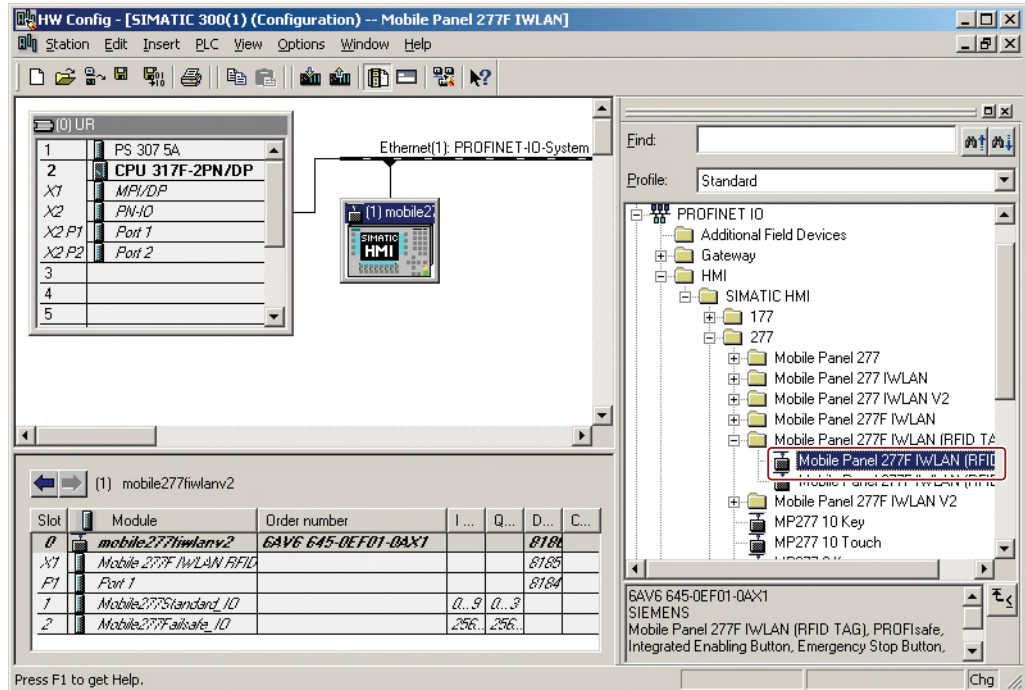 HW Config - [SIMATIC 300(1) (Configuration) -- Mobile Panel 277F IWLAN]
Station Edit Insert PLC View Options Window Help
(0) UR
1 PS 307 5A
2 CPU 317F-2PN/DP
X1 MPI/DP
X2 PN-IO
X2 P1 Port 1
X2 P2 Port 2
3
4
5
Ethernet(1): PROFINET-IO-System
(1) mobile27
SIMATIC
HMI
Find:
Profile: Standard
PROFINET IO
Additional Field Devices
Gateway
HMI
SIMATIC HMI
177
277
Mobile Panel 277
Mobile Panel 277 IWLAN
Mobile Panel 277 IWLAN V2
Mobile Panel 277F IWLAN
Mobile Panel 277F IWLAN (RFID TA
Mobile Panel 277F IWLAN (RFID
Mobile Panel 277F IWLAN (RFID
Mobile Panel 277F IWLAN V2
MP277 10 Key
MP277 10 Touch
6AV6 645-0EF01-0AX1
SIEMENS
Mobile Panel 277F IWLAN (RFID TAG), PROFIsafe,
Integrated Enabling Button, Emergency Stop Button,
(1) mobile277fiwlanv2
Slot Module Order number I ... Q... D... C...
0 mobile277fiwlanv2 6AV6 645-0EF01-0AX1 8186
X1 Mobile 277F IWLAN RFID 8185
P1 Port 1 8184
1 Mobile277Standard_IO 0...9 0...3
2 Mobile277Failsafe_IO 256.. 256..
Press F1 to get Help. Chg